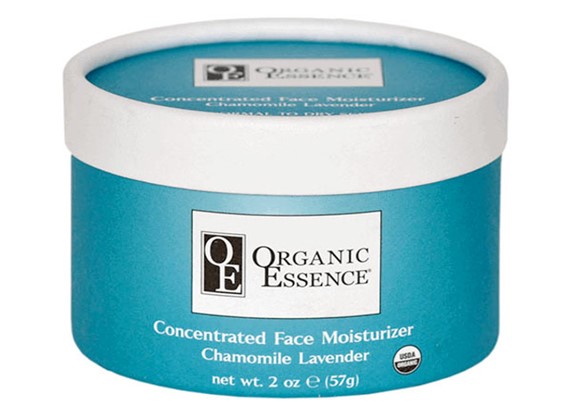 OE ORGANIC
ESSENCE®
Concentrated Face Moisturizer
Chamomile Lavender
NORMAL TO DRY SKIN
OE ORGANIC
ESSENCE®
Concentrated Face Moisturizer
Chamomile Lavender
USDA
ORGANIC
net wt. 2 oz ℮ (57g)